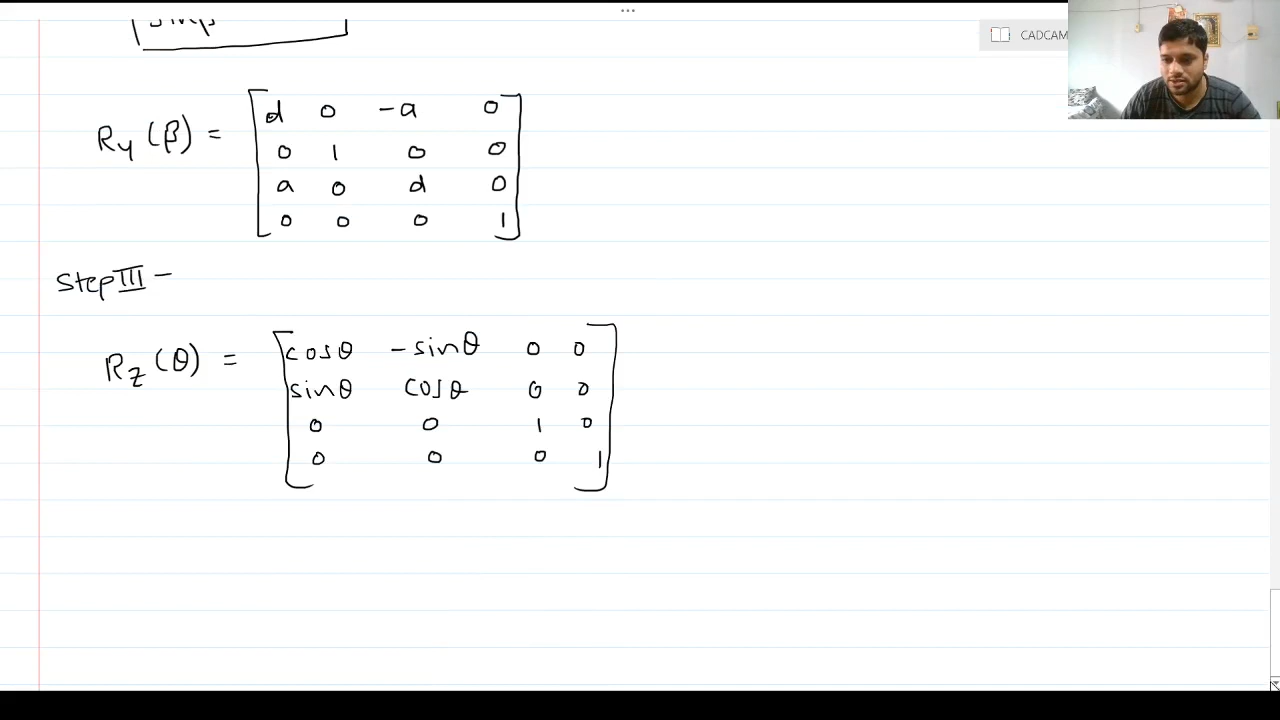 CADCAM
Ry (β) = [ d 0 -a 0
0 1 0 0
a 0 d 0
0 0 0 1 ]
Step III -
Rz (θ) = [ cosθ -sinθ 0 0
sinθ cosθ 0 0
0 0 1 0
0 0 0 1 ]